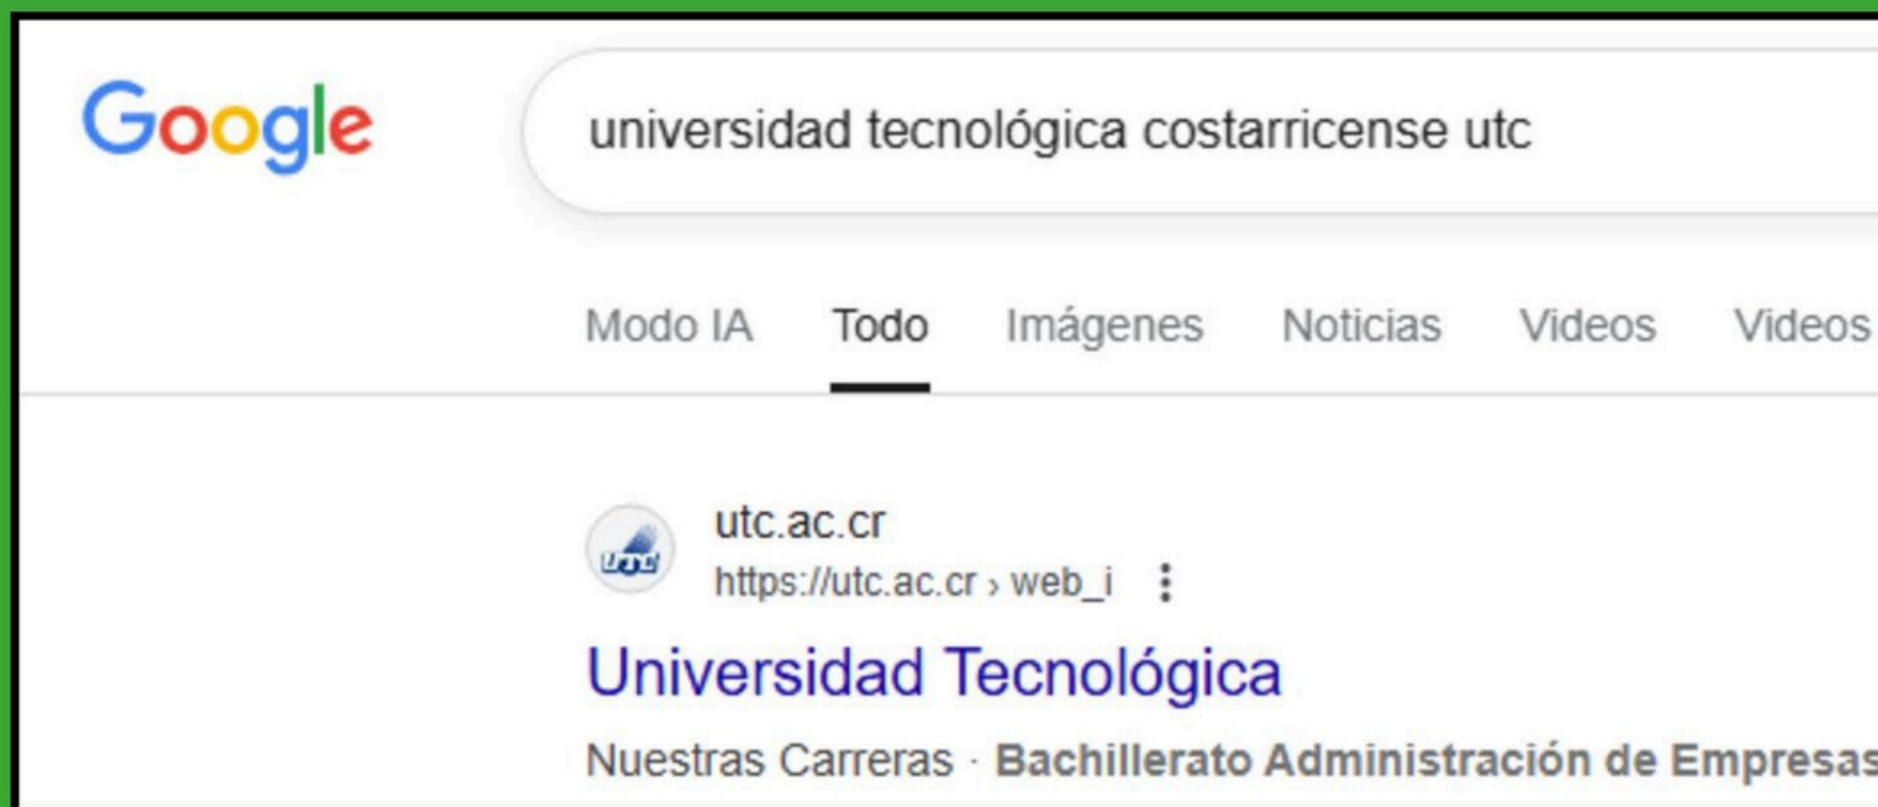 Google
universidad tecnológica costarricense utc
Modo IA Todo Imágenes Noticias Videos Videos
UTC
utc.ac.cr
https://utc.ac.cr › web_i
Universidad Tecnológica
Nuestras Carreras · Bachillerato Administración de Empresas